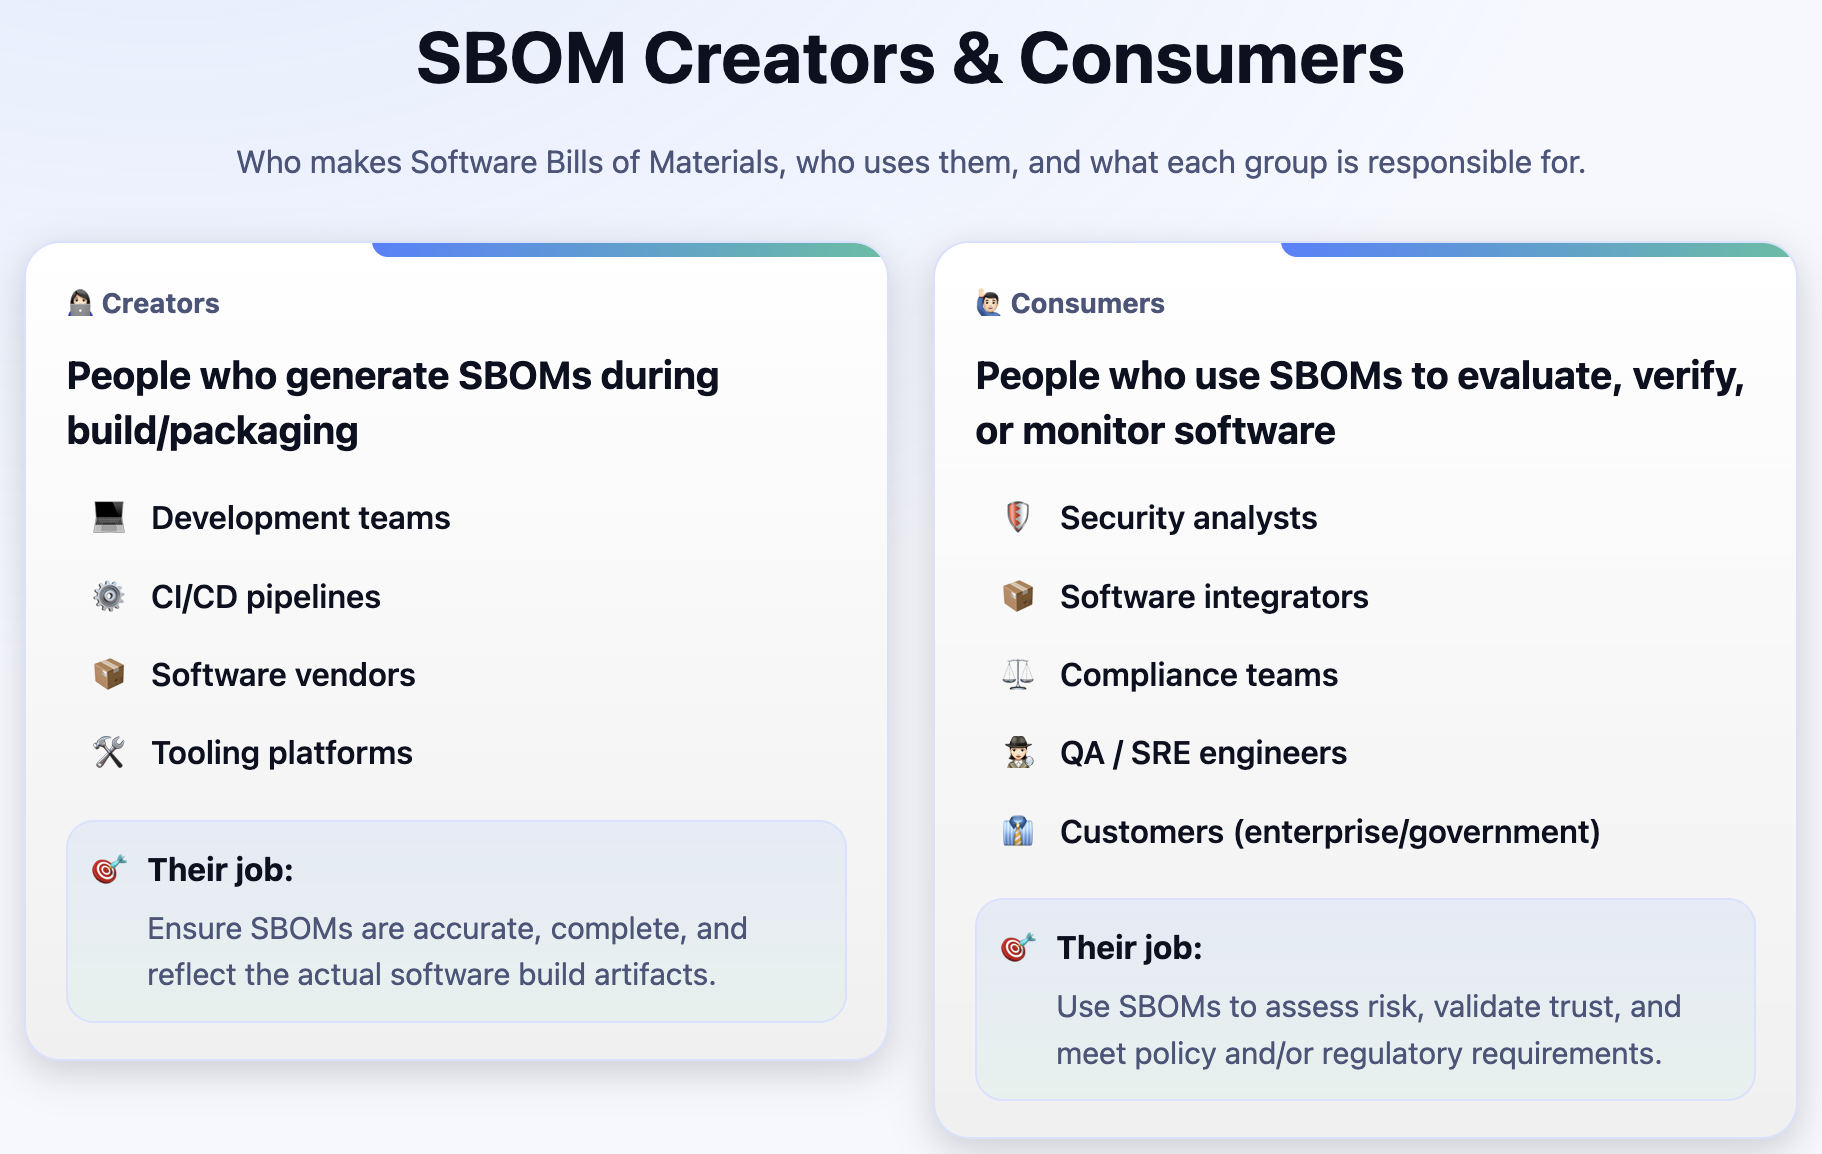 SBOM Creators & Consumers
Who makes Software Bills of Materials, who uses them, and what each group is responsible for.
Creators
People who generate SBOMs during
build/packaging
Development teams
CI/CD pipelines
Software vendors
Tooling platforms
Their job:
Ensure SBOMs are accurate, complete, and
reflect the actual software build artifacts.
Consumers
People who use SBOMs to evaluate, verify,
or monitor software
Security analysts
Software integrators
Compliance teams
QA / SRE engineers
Customers (enterprise/government)
Their job:
Use SBOMs to assess risk, validate trust, and
meet policy and/or regulatory requirements.